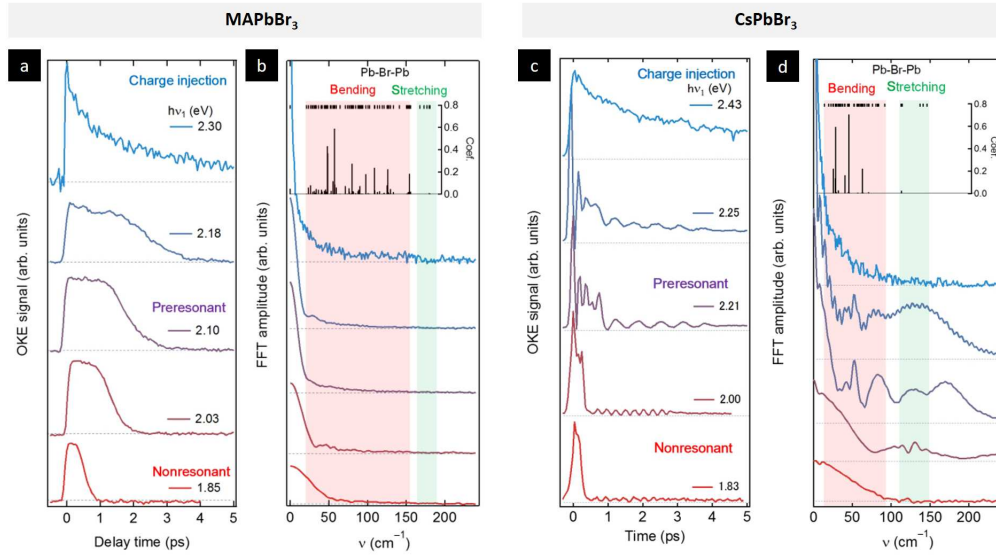 MAPbBr₃
CsPbBr₃
a
Charge injection
hν₁ (eV)
2.30
2.18
Preresonant
2.10
2.03
Nonresonant
1.85
OKE signal (arb. units)
0 1 2 3 4 5
Delay time (ps)
b
Pb-Br-Pb
Bending Stretching
0.8
0.6
0.4
0.2
0.0
Coef.
FFT amplitude (arb. units)
0 50 100 150 200
ν (cm⁻¹)
c
Charge injection
hν₁ (eV)
2.43
2.25
Preresonant
2.21
2.00
Nonresonant
1.83
OKE signal (arb. units)
0 1 2 3 4 5
Time (ps)
d
Pb-Br-Pb
Bending Stretching
0.8
0.6
0.4
0.2
0.0
Coef.
FFT amplitude (arb. units)
0 50 100 150 200
ν (cm⁻¹)